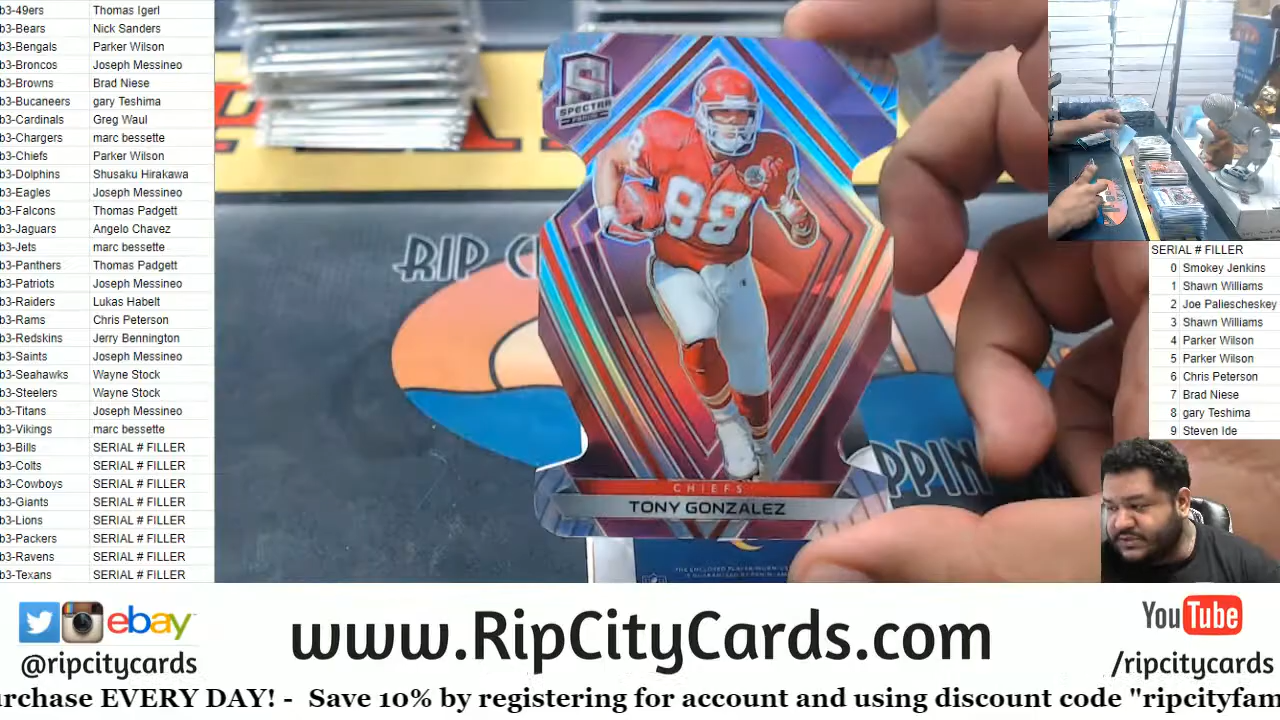 b3-49ers Thomas Igerl
b3-Bears Nick Sanders
b3-Bengals Parker Wilson
b3-Broncos Joseph Messineo
b3-Browns Brad Niese
b3-Bucaneers gary Teshima
b3-Cardinals Greg Waul
b3-Chargers marc bessette
b3-Chiefs Parker Wilson
b3-Dolphins Shusaku Hirakawa
b3-Eagles Joseph Messineo
b3-Falcons Thomas Padgett
b3-Jaguars Angelo Chavez
b3-Jets marc bessette
b3-Panthers Thomas Padgett
b3-Patriots Joseph Messineo
b3-Raiders Lukas Habelt
b3-Rams Chris Peterson
b3-Redskins Jerry Bennington
b3-Saints Joseph Messineo
b3-Seahawks Wayne Stock
b3-Steelers Wayne Stock
b3-Titans Joseph Messineo
b3-Vikings marc bessette
b3-Bills SERIAL # FILLER
b3-Colts SERIAL # FILLER
b3-Cowboys SERIAL # FILLER
b3-Giants SERIAL # FILLER
b3-Lions SERIAL # FILLER
b3-Packers SERIAL # FILLER
b3-Ravens SERIAL # FILLER
b3-Texans SERIAL # FILLER
SPECTRA
PANINI
88
88
CHIEFS
TONY GONZALEZ
RIP C
PPIN
SERIAL # FILLER
0 Smokey Jenkins
1 Shawn Williams
2 Joe Paliescheskey
3 Shawn Williams
4 Parker Wilson
5 Parker Wilson
6 Chris Peterson
7 Brad Niese
8 gary Teshima
9 Steven Ide
ebay
@ripcitycards
www.RipCityCards.com
YouTube
/ripcitycards
urchase EVERY DAY! - Save 10% by registering for account and using discount code "ripcityfam